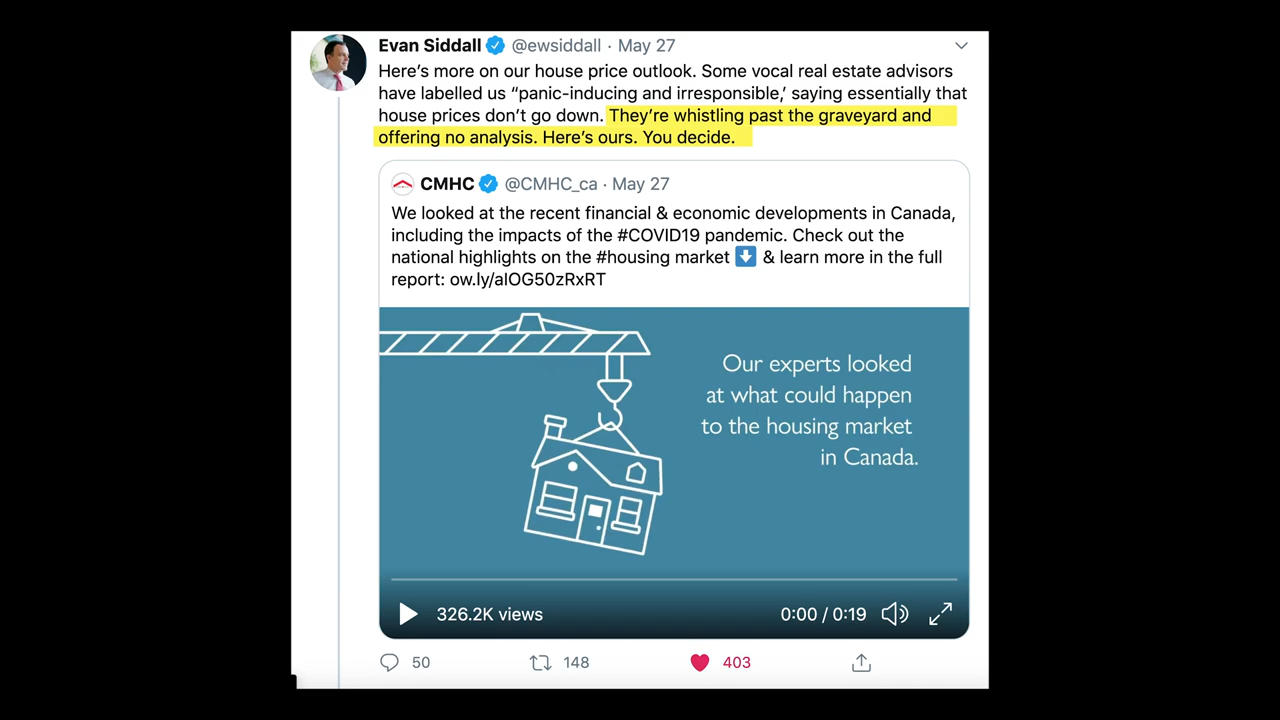 Evan Siddall @ewsiddall · May 27
Here’s more on our house price outlook. Some vocal real estate advisors
have labelled us “panic-inducing and irresponsible,’ saying essentially that
house prices don’t go down. They’re whistling past the graveyard and
offering no analysis. Here’s ours. You decide.
CMHC @CMHC_ca · May 27
We looked at the recent financial & economic developments in Canada,
including the impacts of the #COVID19 pandemic. Check out the
national highlights on the #housing market ⬇️ & learn more in the full
report: ow.ly/alOG50zRxRT
Our experts looked
at what could happen
to the housing market
in Canada.
326.2K views 0:00 / 0:19
50 148 403